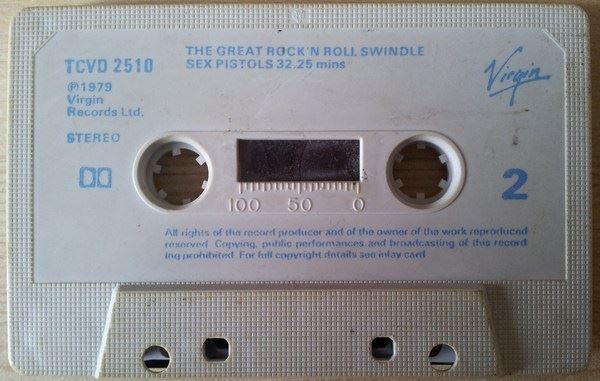 THE GREAT ROCK'N ROLL SWINDLE
SEX PISTOLS 32.25 mins
TCVD 2510
Ⓟ1979
Virgin
Records Ltd.
STEREO
Virgin
2
100 50 0
All rights of the record producer and of the owner of the work reproduced
reserved Copying, public performances and broadcasting of this record
ing prohibited For full copyright details see inlay card